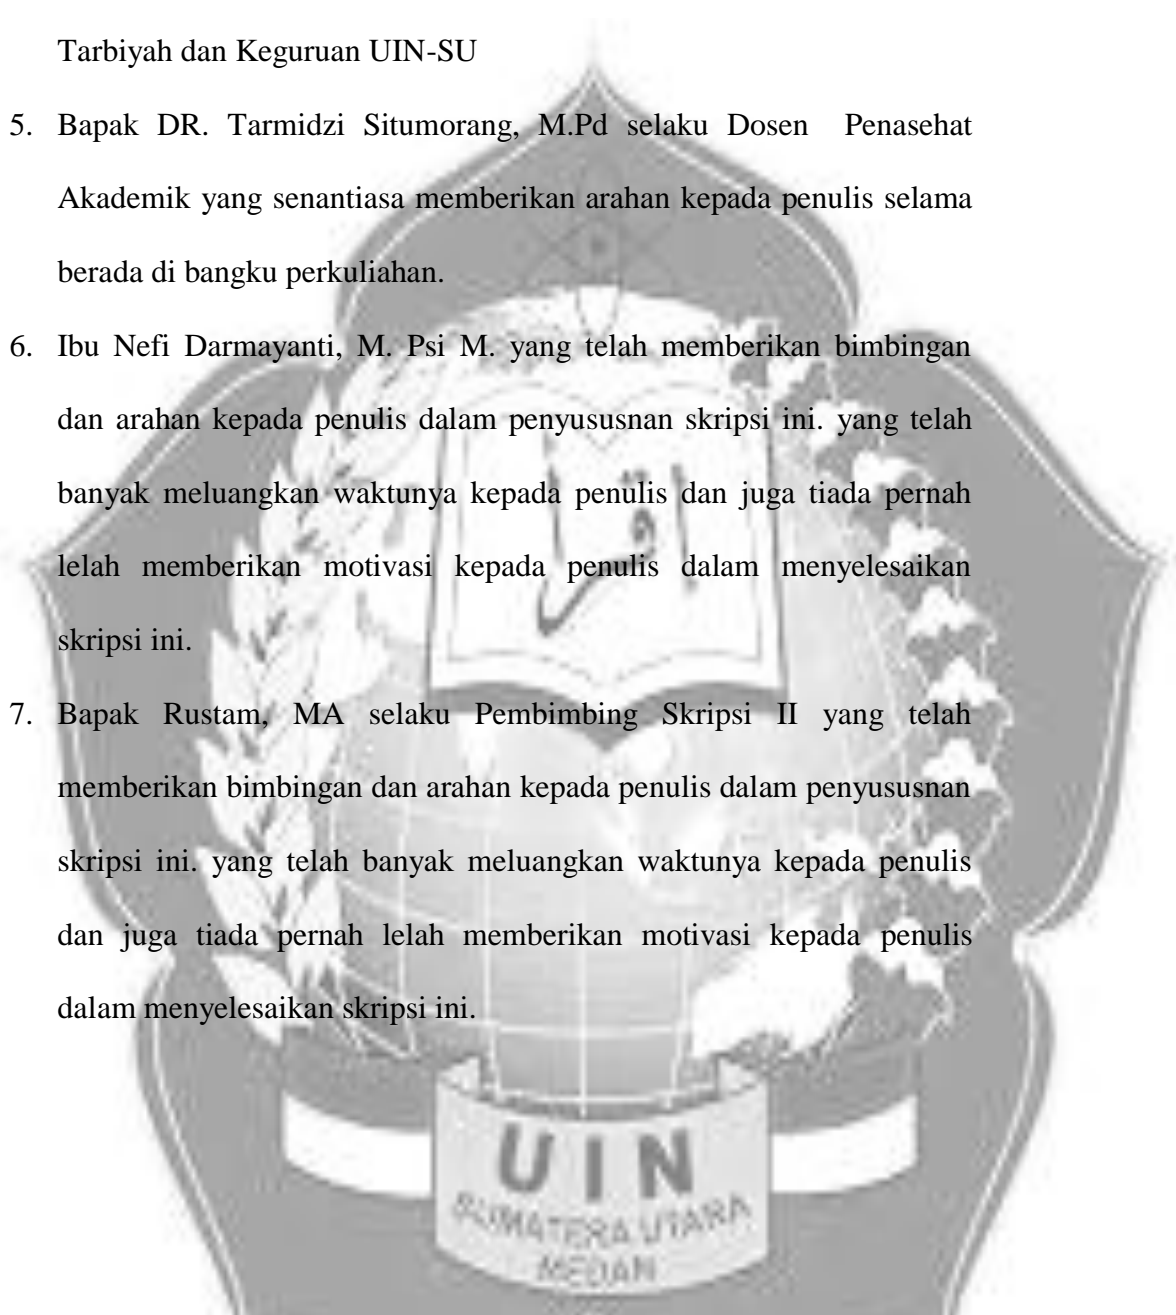 Tarbiyah dan Keguruan UIN-SU
5. Bapak DR. Tarmidzi Situmorang, M.Pd selaku Dosen Penasehat
Akademik yang senantiasa memberikan arahan kepada penulis selama
berada di bangku perkuliahan.
6. Ibu Nefi Darmayanti, M. Psi M. yang telah memberikan bimbingan
dan arahan kepada penulis dalam penyususnan skripsi ini. yang telah
banyak meluangkan waktunya kepada penulis dan juga tiada pernah
lelah memberikan motivasi kepada penulis dalam menyelesaikan
skripsi ini.
7. Bapak Rustam, MA selaku Pembimbing Skripsi II yang telah
memberikan bimbingan dan arahan kepada penulis dalam penyususnan
skripsi ini. yang telah banyak meluangkan waktunya kepada penulis
dan juga tiada pernah lelah memberikan motivasi kepada penulis
dalam menyelesaikan skripsi ini.
UIN
SUMATERA UTARA
MEDAN